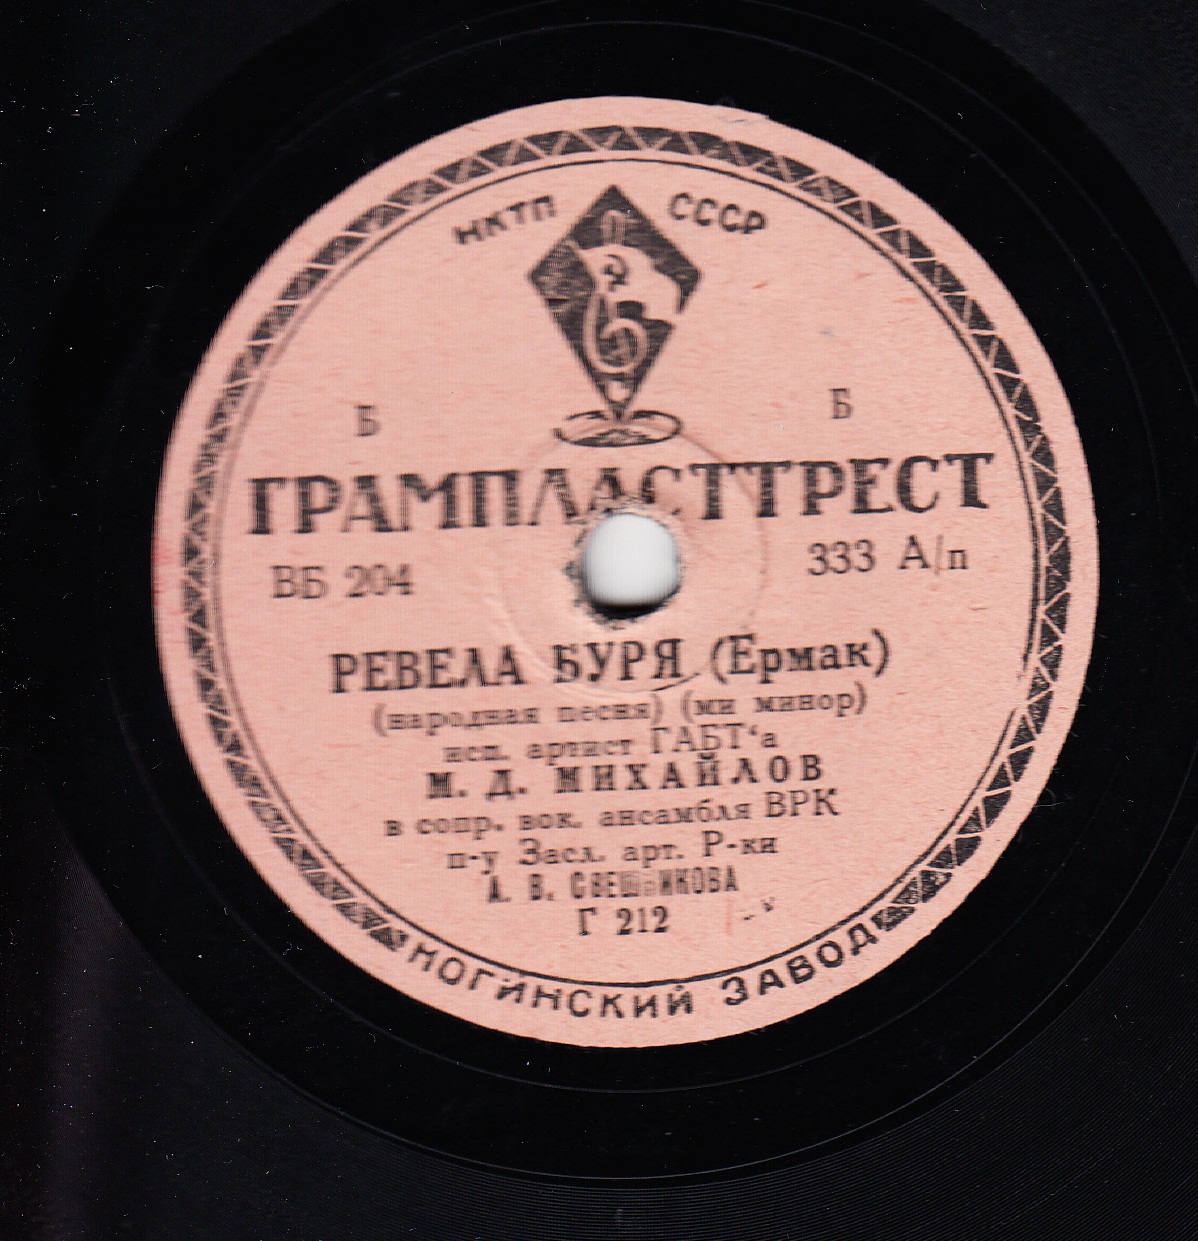 НКТП СССР
Б Б
ГРАМПЛАСТТРЕСТ
ВБ 204 333 А/п
РЕВЕЛА БУРЯ (Ермак)
(народная песня) (ми минор)
исп. артист ГАБТ‘а
М. Д. МИХАЙЛОВ
в сопр. вок. ансамбля ВРК
п-у Засл. арт. Р-ки
А. В. СВЕШНИКОВА
Г 212
НОГИНСКИЙ ЗАВОД